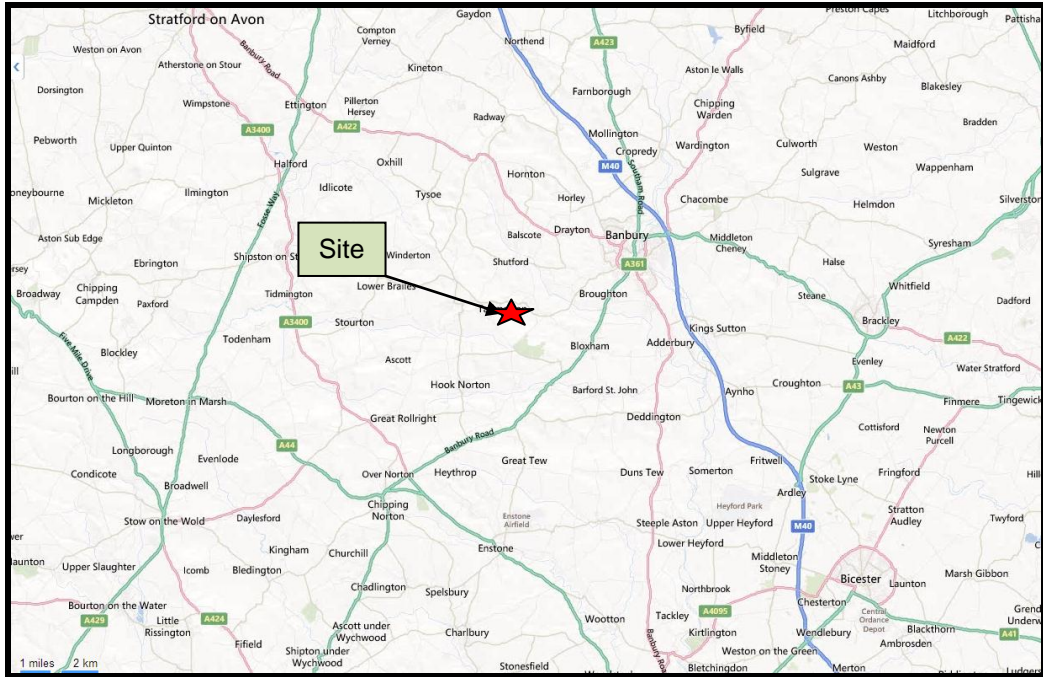 Stratford on Avon
Gaydon
Preston Capes
Litchborough
Pattisha
Weston on Avon
Banbury Road
Compton
Verney
Northend
A423
Byfield
Maidford
Atherstone on Stour
Kineton
Aston le Walls
Canons Ashby
Blakesley
Dorsington
Wimpstone
Ettington
Pillerton
Hersey
Farnborough
Chipping
Warden
A3400
A422
Radway
Mollington
Bradden
Pebworth
Upper Quinton
Cropredy
Wardington
Culworth
Weston
Halford
Oxhill
Hornton
M40
Southam Road
Sulgrave
Wappenham
oneybourne
Mickleton
Ilmington
Fosse Way
Idlicote
Tysoe
Horley
Chacombe
Helmdon
Silverston
Aston Sub Edge
Site
Balscote
Drayton
Banbury
Middleton
Cheney
Syresham
Ebrington
Shipston on St
Winderton
Shutford
A361
Halse
rsey
Broadway
Chipping
Campden
Paxford
Tidmington
Lower Brailes
Broughton
Steane
Whitfield
Dadford
A3400
Stourton
Kings Sutton
Brackley
Five Mile Drive
Blockley
Todenham
Ascott
Bloxham
Adderbury
A422
ill
Evenley
Water Stratford
Bourton on the Hill
Moreton in Marsh
Hook Norton
Barford St. John
Aynho
Croughton
A43
Finmere
Tingewick
Great Rollright
Deddington
Cottisford
Newton
Purcell
Longborough
Evenlode
A44
Banbury Road
Condicote
Broadwell
Over Norton
Heythrop
Great Tew
Duns Tew
Somerton
Fritwell
Stoke Lyne
Fringford
Hill
Ardley
Stow on the Wold
Daylesford
Chipping
Norton
Enstone
Airfield
Heyford Park
Stratton
Audley
Steeple Aston
Upper Heyford
M40
Twyford
Kingham
Churchill
Enstone
Lower Heyford
Middleton
Stoney
launton
Upper Slaughter
Icomb
Bledington
Bicester
Launton
Marsh Gibbon
Chadlington
Spelsbury
Northbrook
Chesterton
Central
Ordance
Depot
Bourton on the Water
A429
Little
Rissington
A424
Ascott under
Wychwood
Charlbury
Wootton
Tackley
A4095
Kirtlington
Wendlebury
Blackthorn
Grend
Underw
A41
Fifield
Shipton under
Wychwood
Banbury Roa
Weston on the Green
Ambrosden
1 miles
2 km
Stonesfield
Bletchingdon
Merton